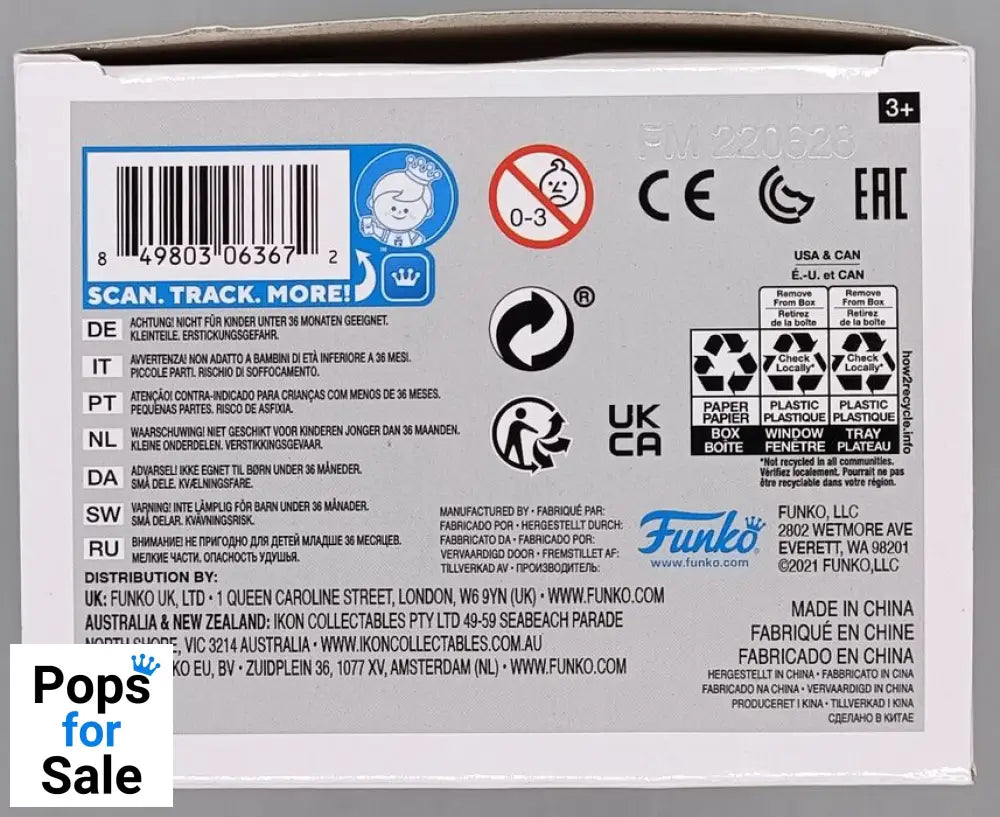 3+
FM 220628
8 49803 06367 2
SCAN. TRACK. MORE!
™
0-3
CE
EAC
USA & CAN
É.-U. et CAN
Remove
From Box
Retirez
de la boîte
Remove
From Box
Retirez
de la boîte
Check
Locally*
Check
Locally*
PAPER
PAPIER
PLASTIC
PLASTIQUE
PLASTIC
PLASTIQUE
BOX
BOÎTE
WINDOW
FENÊTRE
TRAY
PLATEAU
how2recycle.info
*Not recycled in all communities.
Vérifiez localement. Pourrait ne pas
être recyclable dans votre région.
®
UK
CA
DE ACHTUNG! NICHT FÜR KINDER UNTER 36 MONATEN GEEIGNET.
KLEINTEILE. ERSTICKUNGSGEFAHR.
IT AVVERTENZA! NON ADATTO A BAMBINI DI ETÀ INFERIORE A 36 MESI.
PICCOLE PARTI. RISCHIO DI SOFFOCAMENTO.
PT ATENÇÃO! CONTRA-INDICADO PARA CRIANÇAS COM MENOS DE 36 MESES.
PEQUENAS PARTES. RISCO DE ASFIXIA.
NL WAARSCHUWING! NIET GESCHIKT VOOR KINDEREN JONGER DAN 36 MAANDEN.
KLEINE ONDERDELEN. VERSTIKKINGSGEVAAR.
DA ADVARSEL! IKKE EGNET TIL BØRN UNDER 36 MÅNEDER.
SMÅ DELE. KVÆLNINGSFARE.
SW VARNING! INTE LÄMPLIG FÖR BARN UNDER 36 MÅNADER.
SMÅ DELAR. KVÄVNINGSRISK.
RU ВНИМАНИЕ! НЕ ПРИГОДНО ДЛЯ ДЕТЕЙ МЛАДШЕ 36 МЕСЯЦЕВ.
МЕЛКИЕ ЧАСТИ. ОПАСНОСТЬ УДУШЬЯ.
MANUFACTURED BY • FABRIQUÉ PAR:
FABRICADO POR • HERGESTELLT DURCH:
FABBRICATO DA • FABRICADO POR:
VERVAARDIGD DOOR • FREMSTILLET AF:
TILLVERKAD AV • ПРОИЗВОДИТЕЛЬ:
Funko®
www.funko.com
FUNKO, LLC
2802 WETMORE AVE
EVERETT, WA 98201
©2021 FUNKO,LLC
DISTRIBUTION BY:
UK: FUNKO UK, LTD • 1 QUEEN CAROLINE STREET, LONDON, W6 9YN (UK) • WWW.FUNKO.COM
AUSTRALIA & NEW ZEALAND: IKON COLLECTABLES PTY LTD 49-59 SEABEACH PARADE
NORTH SHORE, VIC 3214 AUSTRALIA • WWW.IKONCOLLECTABLES.COM.AU
KO EU, BV • ZUIDPLEIN 36, 1077 XV, AMSTERDAM (NL) • WWW.FUNKO.COM
MADE IN CHINA
FABRIQUÉ EN CHINE
FABRICADO EN CHINA
HERGESTELLT IN CHINA • FABBRICATO IN CINA
FABRICADO NA CHINA • VERVAARDIGD IN CHINA
PRODUCERET I KINA • TILLVERKAD I KINA
СДЕЛАНО В КИТАЕ
Pops
for
Sale